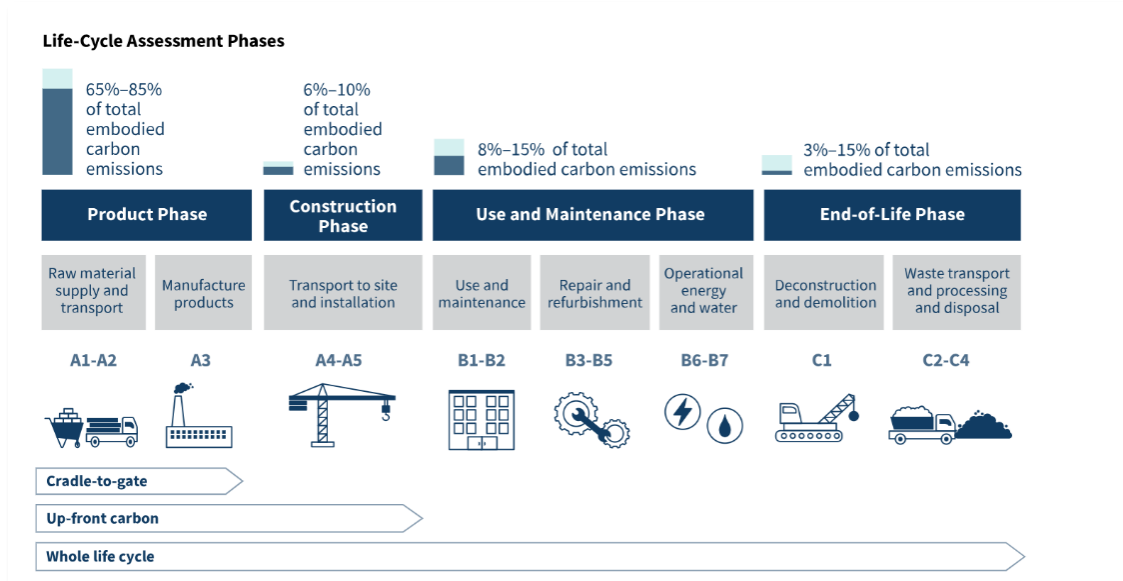 Life-Cycle Assessment Phases
65%–85%
of total
embodied
carbon
emissions
6%–10%
of total
embodied
carbon
emissions
8%–15% of total
embodied carbon emissions
3%–15% of total
embodied carbon emissions
Product Phase
Construction
Phase
Use and Maintenance Phase
End-of-Life Phase
Raw material
supply and
transport
Manufacture
products
Transport to site
and installation
Use and
maintenance
Repair and
refurbishment
Operational
energy
and water
Deconstruction
and demolition
Waste transport
and processing
and disposal
A1-A2
A3
A4-A5
B1-B2
B3-B5
B6-B7
C1
C2-C4
Cradle-to-gate
Up-front carbon
Whole life cycle